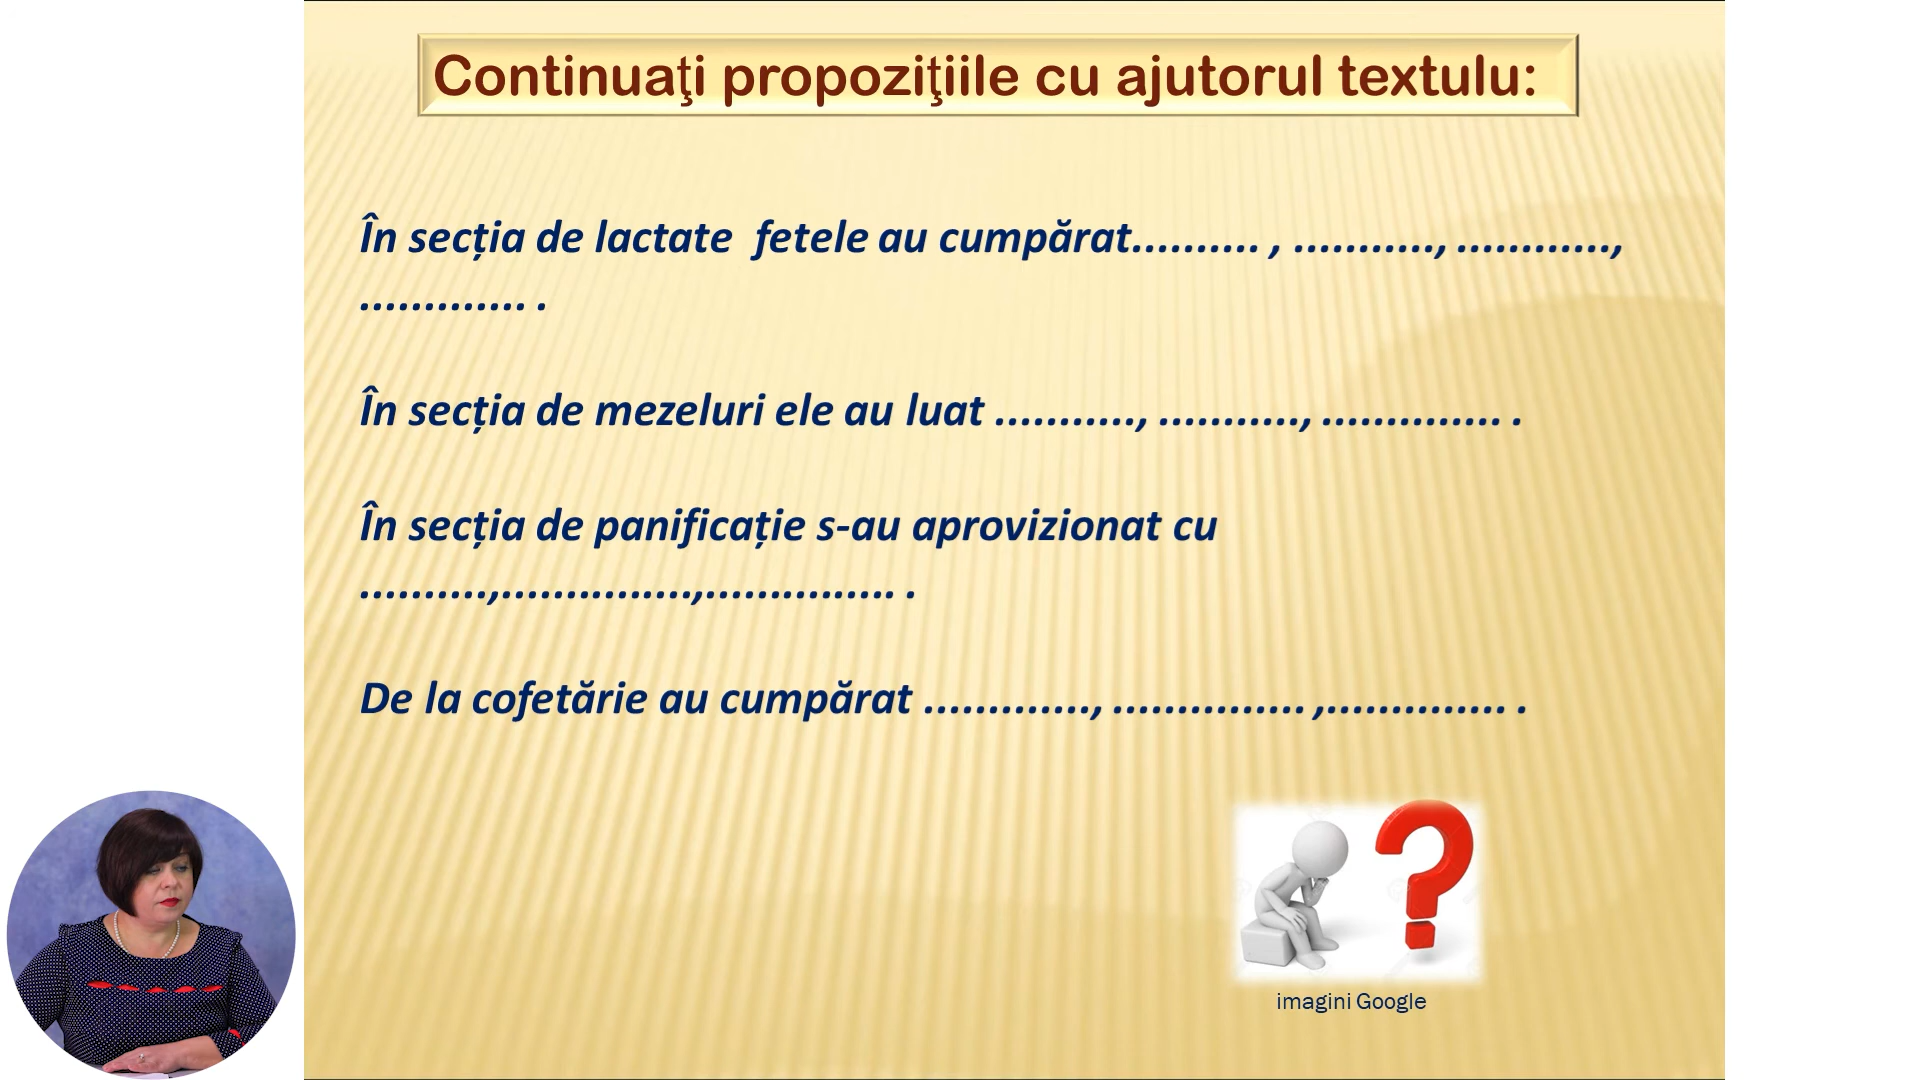 Continuaţi propoziţiile cu ajutorul textulu:
În secția de lactate  fetele au cumpărat.......... , ..........., ............,
............. .
În secția de mezeluri ele au luat ..........., ..........., .............. .
În secția de panificație s-au aprovizionat cu
..........,...............,............... .
De la cofetărie au cumpărat ............., ............... ,.............. .
imagini Google